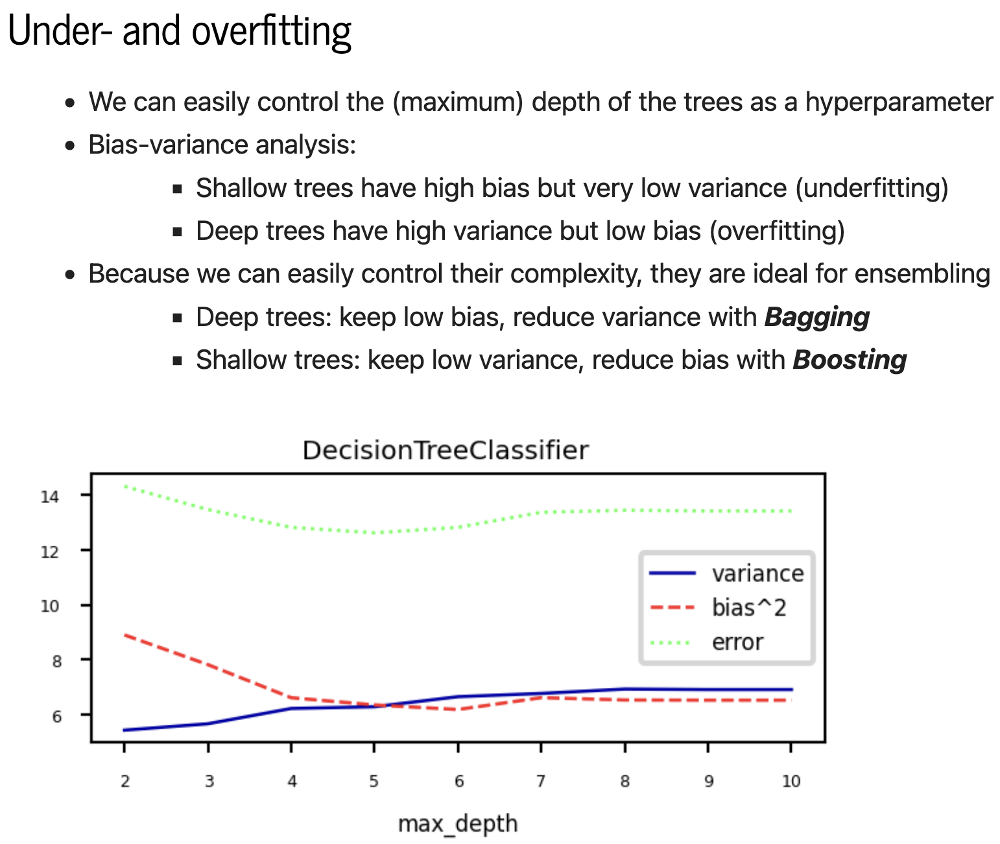 Under- and overfitting
• We can easily control the (maximum) depth of the trees as a hyperparameter
• Bias-variance analysis:
▪ Shallow trees have high bias but very low variance (underfitting)
▪ Deep trees have high variance but low bias (overfitting)
• Because we can easily control their complexity, they are ideal for ensembling
▪ Deep trees: keep low bias, reduce variance with Bagging
▪ Shallow trees: keep low variance, reduce bias with Boosting
DecisionTreeClassifier
14
12
10
8
6
variance
bias^2
error
2 3 4 5 6 7 8 9 10
max_depth